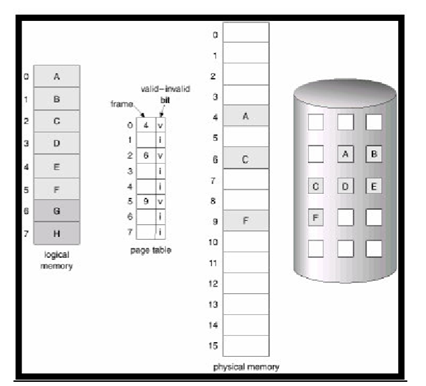 0 A
1 B
2 C
3 D
4 E
5 F
6 G
7 H
logical
memory
valid–invalid
bit
frame
0 4 v
1 i
2 6 v
3 i
4 i
5 9 v
6 i
7 i
page table
0
1
2
3
4 A
5
6 C
7
8
9 F
10
11
12
13
14
15
physical memory
A B
C D E
F